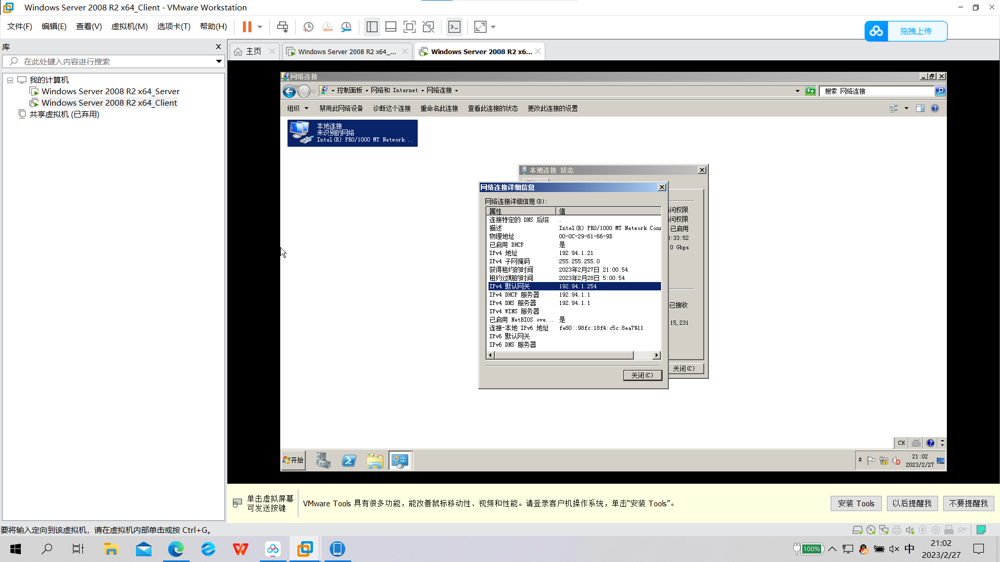 Windows Server 2008 R2 x64_Client - VMware Workstation
文件(F) 编辑(E) 查看(V) 虚拟机(M) 选项卡(T) 帮助(H)
拖拽上传
库
在此处键入内容进行搜索
我的计算机
Windows Server 2008 R2 x64_Server
Windows Server 2008 R2 x64_Client
共享虚拟机 (已弃用)
主页
Windows Server 2008 R2 x64_...
Windows Server 2008 R2 x6...
网络连接
控制面板 网络和 Internet 网络连接
搜索 网络连接
组织 禁用此网络设备 诊断这个连接 重命名此连接 查看此连接的状态 更改此连接的设置
本地连接
未识别的网络
Intel(R) PRO/1000 MT Network...
本地连接 状态
网络连接详细信息
网络连接详细信息(D):
属性 值
连接特定的 DNS 后缀 .
描述 Intel(R) PRO/1000 MT Network Conn
物理地址 00-0C-29-61-66-9D
已启用 DHCP 是
IPv4 地址 192.94.1.21
IPv4 子网掩码 255.255.255.0
获得租约的时间 2023年2月27日 21:00:54
租约过期的时间 2023年2月28日 5:00:54
IPv4 默认网关 192.94.1.254
IPv4 DHCP 服务器 192.94.1.1
IPv4 DNS 服务器 192.94.1.1
IPv4 WINS 服务器
已启用 NetBIOS ove... 是
连接-本地 IPv6 地址 fe80::98fc:18f4:c5c:8ea7%11
IPv6 默认网关
IPv6 DNS 服务器
关闭(C)
问权限
问权限
已启用
:33:52
0 Gbps
已接收
15,231
关闭(C)
CH
开始
21:02
2023/2/27
单击虚拟屏幕
可发送按键
VMware Tools 具有很多功能，能改善鼠标移动性、视频和性能。请登录客户机操作系统，单击“安装 Tools”。
安装 Tools 以后提醒我 不要提醒我
要将输入定向到该虚拟机，请在虚拟机内部单击或按 Ctrl+G。
100%
中
21:02
2023/2/27